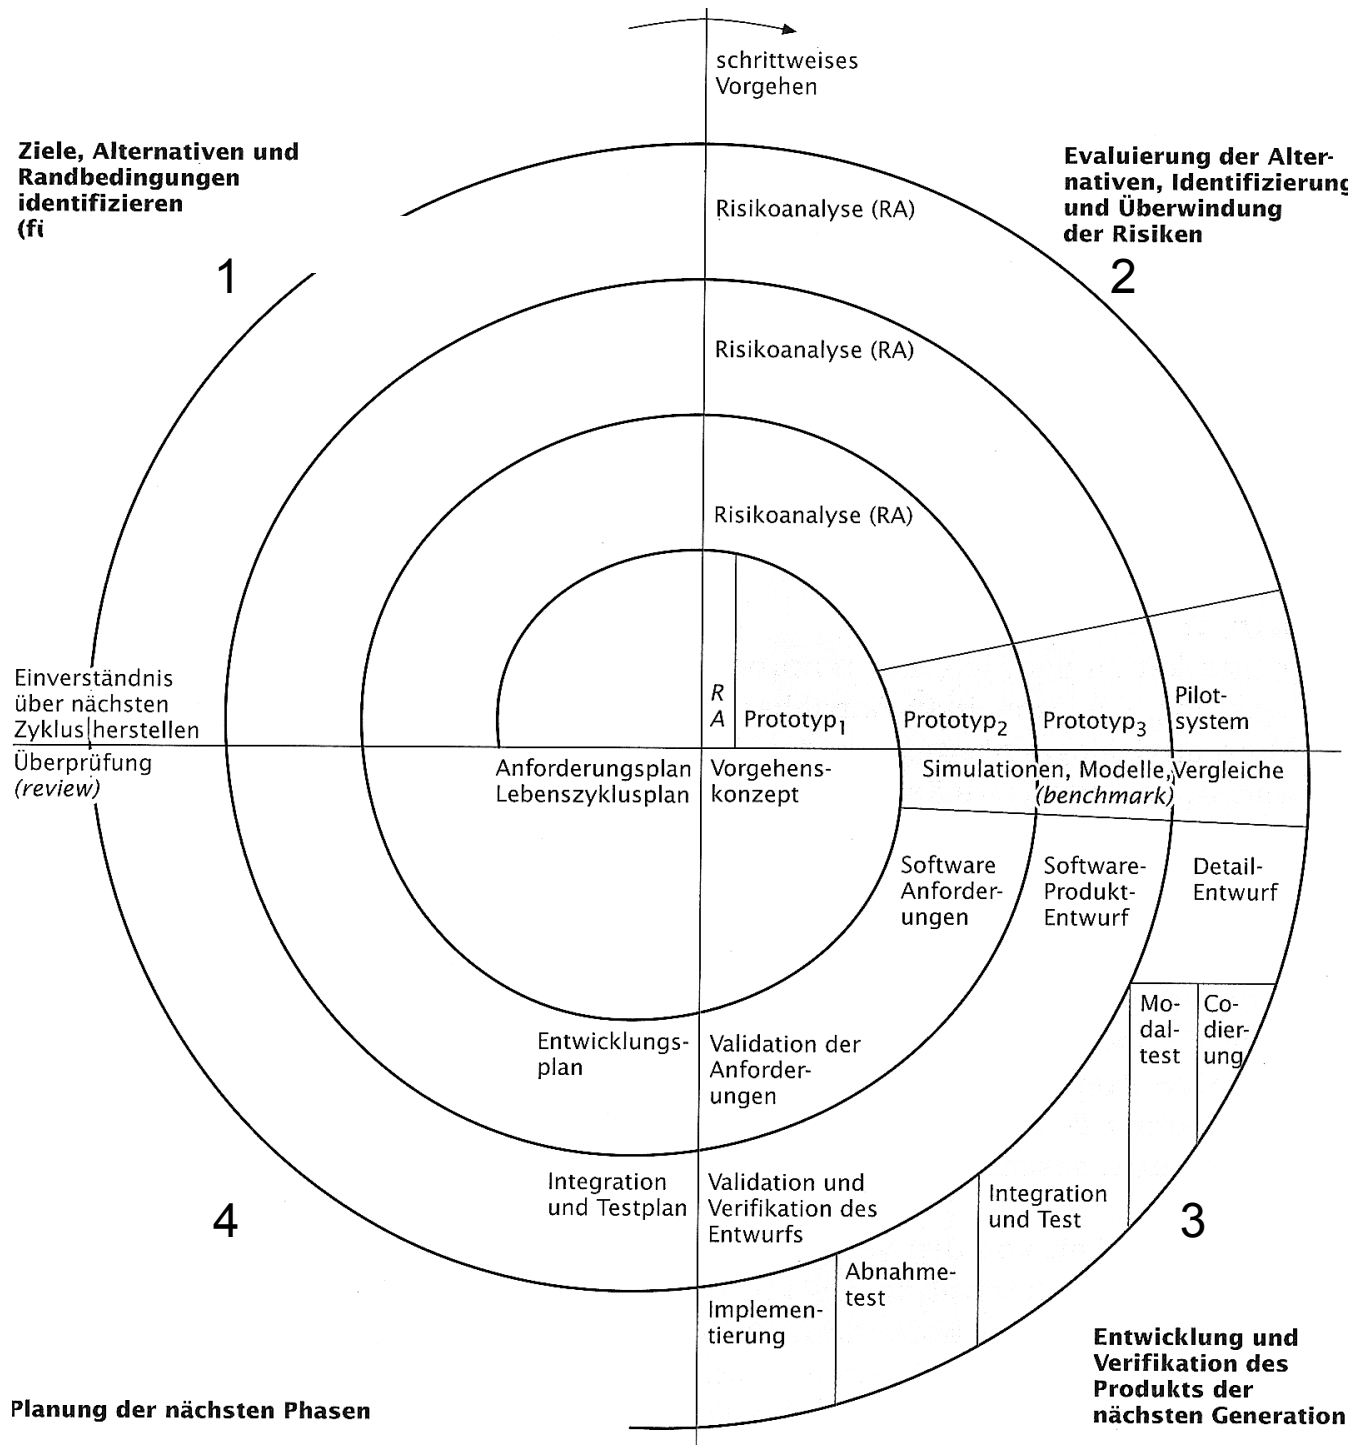 schrittweises
Vorgehen
Ziele, Alternativen und
Randbedingungen
identifizieren
1
Evaluierung der Alter-
nativen, Identifizierung
und Überwindung
der Risiken
2
Risikoanalyse (RA)
Risikoanalyse (RA)
Risikoanalyse (RA)
R
A
Prototyp1
Prototyp2
Prototyp3
Pilot-
system
Einverständnis
über nächsten
Zyklus herstellen
Überprüfung
(review)
Anforderungsplan
Lebenszyklusplan
Vorgehens-
konzept
Simulationen, Modelle, Vergleiche
(benchmark)
Software
Anforder-
ungen
Software-
Produkt-
Entwurf
Detail-
Entwurf
Mo-
dal-
test
Co-
dier-
ung
Entwicklungs-
plan
Validation der
Anforder-
ungen
Integration
und Testplan
Validation und
Verifikation des
Entwurfs
Integration
und Test
Abnahme-
test
Implemen-
tierung
4
3
Planung der nächsten Phasen
Entwicklung und
Verifikation des
Produkts der
nächsten Generation